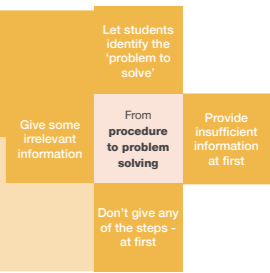 Let students
identify the
‘problem to
solve’
Give some
irrelevant
information
From
procedure
to problem
solving
Provide
insufficient
information
at first
Don’t give any
of the steps -
at first